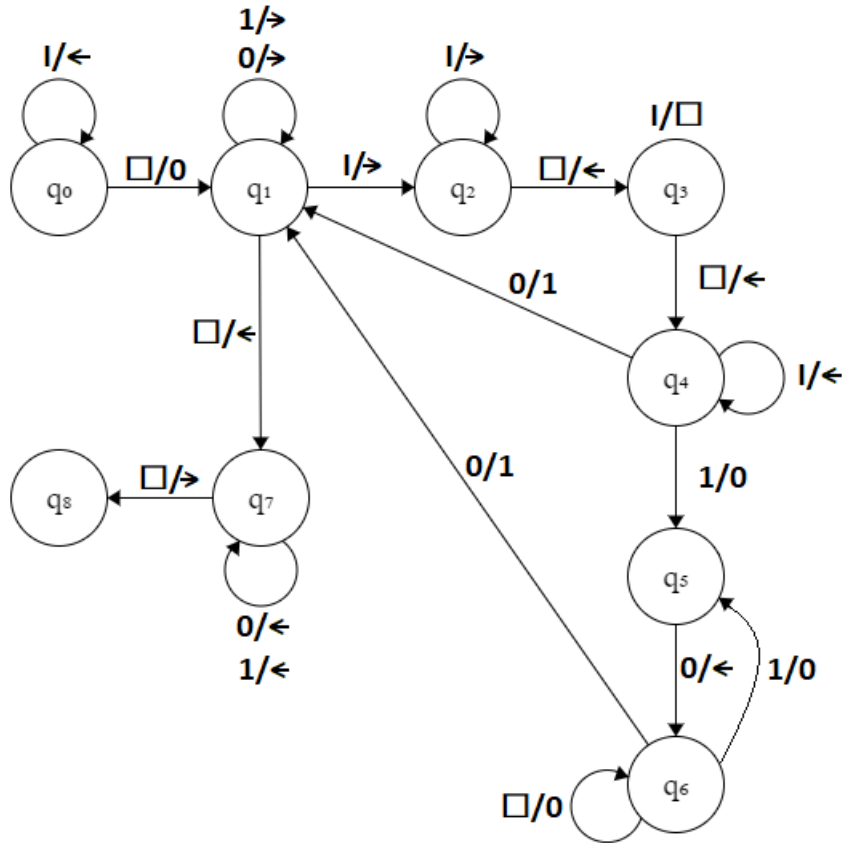 1/→
I/← 0/→ I/→
I/□
q₀ □/0 q₁ I/→ q₂ □/← q₃
0/1 □/←
□/←
q₄ I/←
0/1 1/0
q₈ □/→ q₇
q₅
0/←
1/←
0/← 1/0
□/0 q₆